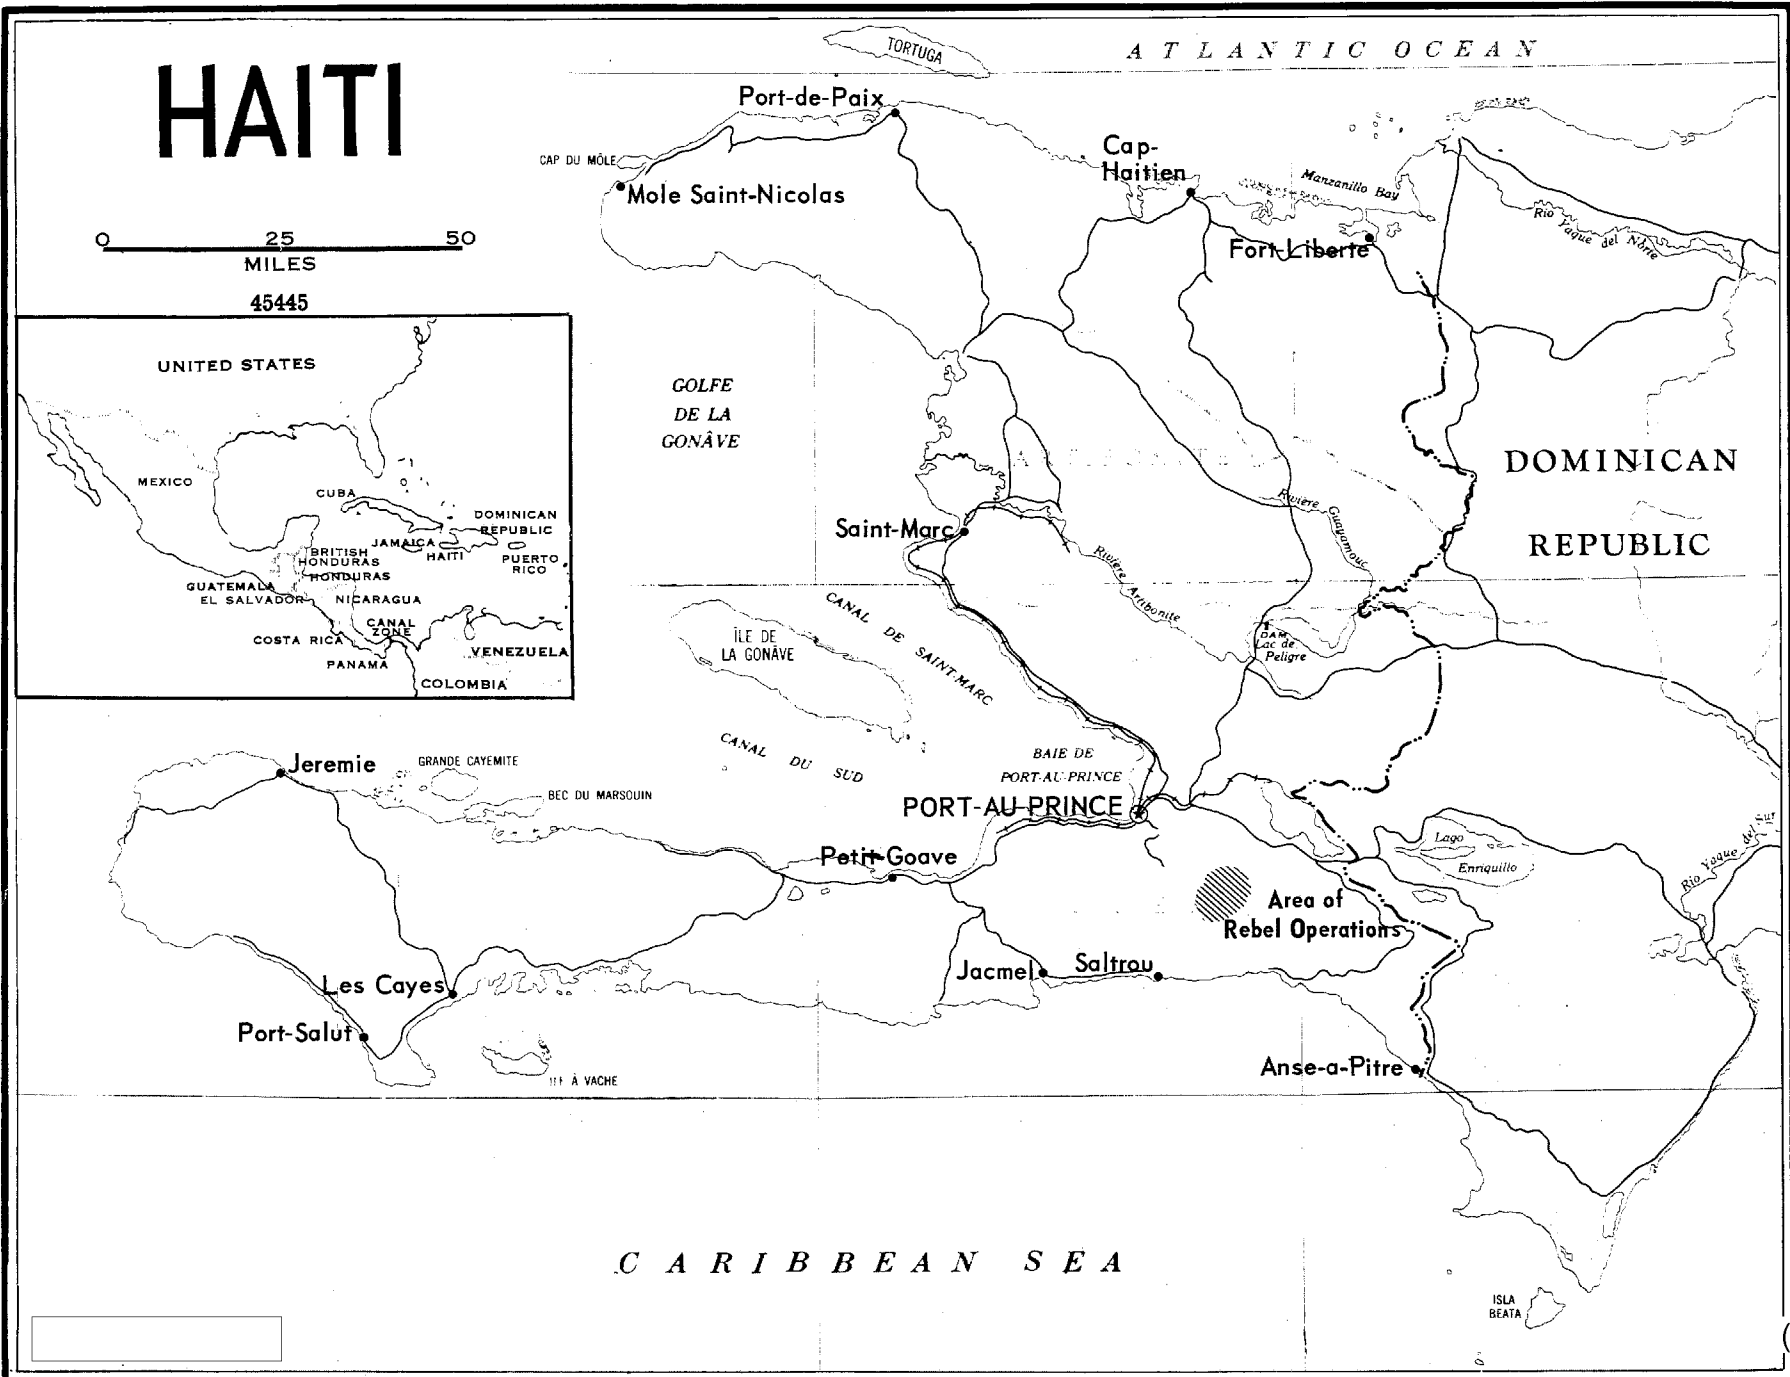 HAITI
0 25 50
MILES
45445
UNITED STATES
MEXICO
CUBA
DOMINICAN
REPUBLIC
JAMAICA
HAITI
PUERTO
RICO
BRITISH
HONDURAS
HONDURAS
GUATEMALA
EL SALVADOR
NICARAGUA
CANAL
ZONE
COSTA RICA
PANAMA
VENEZUELA
COLOMBIA
ATLANTIC OCEAN
TORTUGA
Port-de-Paix
CAP DU MÔLE
Mole Saint-Nicolas
Cap-
Haitien
Manzanillo Bay
Fort-Liberte
Rio Yaque del Norte
GOLFE
DE LA
GONÂVE
DOMINICAN
REPUBLIC
Saint-Marc
Rivière Guayamouc
Rivière Artibonite
DAM
Lac de
Peligre
CANAL DE SAINT-MARC
ÎLE DE
LA GONÂVE
CANAL DU SUD
BAIE DE
PORT-AU-PRINCE
PORT-AU-PRINCE
Jeremie
GRANDE CAYEMITE
BEC DU MARSOUIN
Petit-Goave
Lago
Enriquillo
Rio Yaque del Sur
Area of
Rebel Operations
Jacmel
Saltrou
Les Cayes
Port-Salut
À VACHE
Anse-a-Pitre
CARIBBEAN SEA
ISLA
BEATA